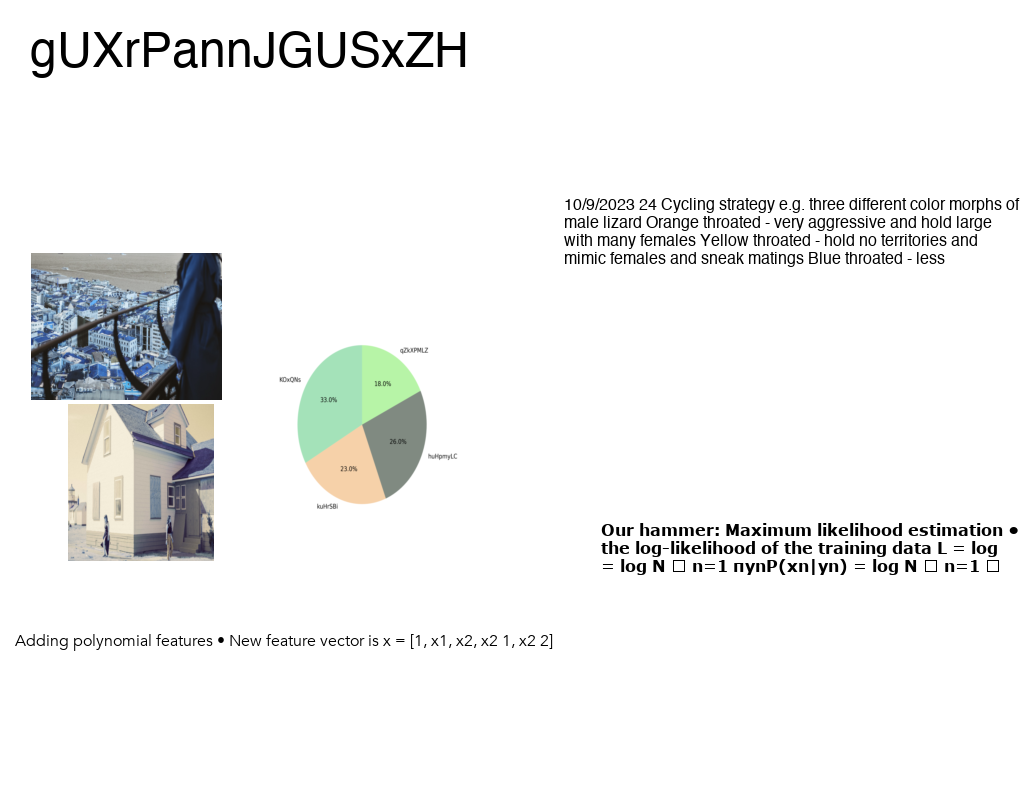 gUXrPannJGUSxZH
10/9/2023 24 Cycling strategy e.g. three different color morphs of
male lizard Orange throated - very aggressive and hold large
with many females Yellow throated - hold no territories and
mimic females and sneak matings Blue throated - less
gZkXPMLZ
KOxQNs
18.0%
33.0%
26.0%
huHpmyLC
23.0%
kuHrSBl
Our hammer: Maximum likelihood estimation •
the log-likelihood of the training data L = log
= log N □ n=1 πynP(xn|yn) = log N □ n=1 □
Adding polynomial features • New feature vector is x = [1, x1, x2, x2 1, x2 2]